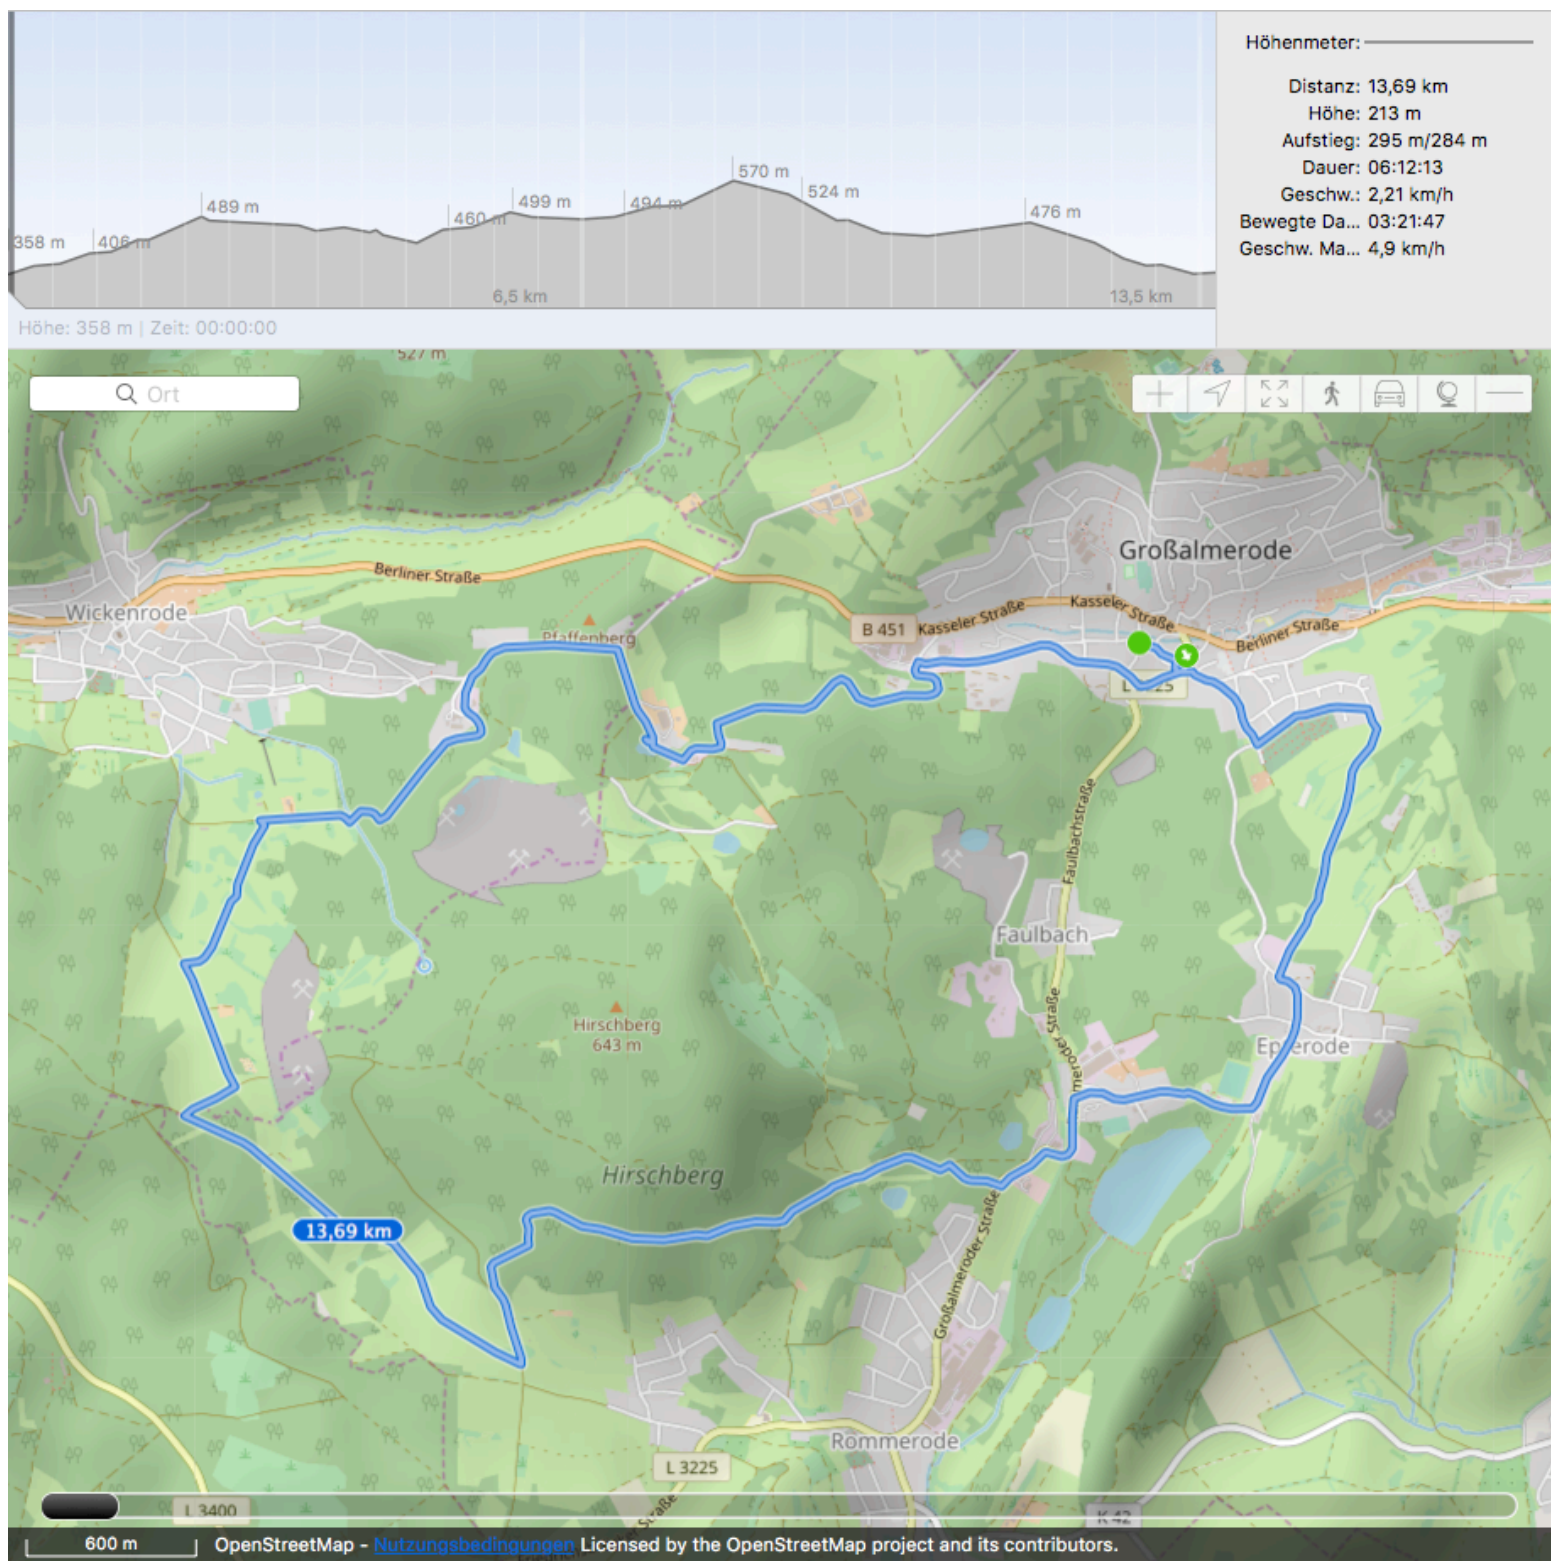 Höhenmeter:
Distanz: 13,69 km
Höhe: 213 m
Aufstieg: 295 m/284 m
Dauer: 06:12:13
Geschw.: 2,21 km/h
Bewegte Da... 03:21:47
Geschw. Ma... 4,9 km/h
570 m
524 m
489 m
499 m
494 m
476 m
460 m
358 m
406 m
6,5 km
13,5 km
Höhe: 358 m | Zeit: 00:00:00
527 m
Ort
Großalmerode
Berliner Straße
Wickenrode
Kasseler Straße
Kasseler Straße
B 451
Berliner Straße
Pfaffenberg
Faulbachstraße
Faulbach
Hirschberg
643 m
Hirschberg
13,69 km
Großalmeroder Straße
Rommerode
L 3225
L 3400
K 42
600 m
OpenStreetMap - Nutzungsbedingungen Licensed by the OpenStreetMap project and its contributors.